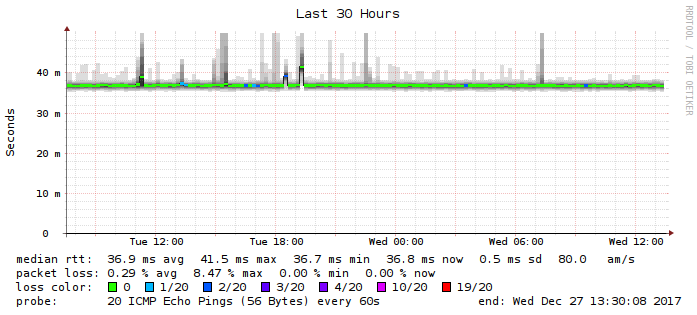 Last 30 Hours
RRDTOOL / TOBI OETIKER
Seconds
40 m
30 m
20 m
10 m
0
Tue 12:00 Tue 18:00 Wed 00:00 Wed 06:00 Wed 12:00
median rtt: 36.9 ms avg 41.5 ms max 36.7 ms min 36.8 ms now 0.5 ms sd 80.0 am/s
packet loss: 0.29 % avg 8.47 % max 0.00 % min 0.00 % now
loss color: 0 1/20 2/20 3/20 4/20 10/20 19/20
probe: 20 ICMP Echo Pings (56 Bytes) every 60s end: Wed Dec 27 13:30:08 2017